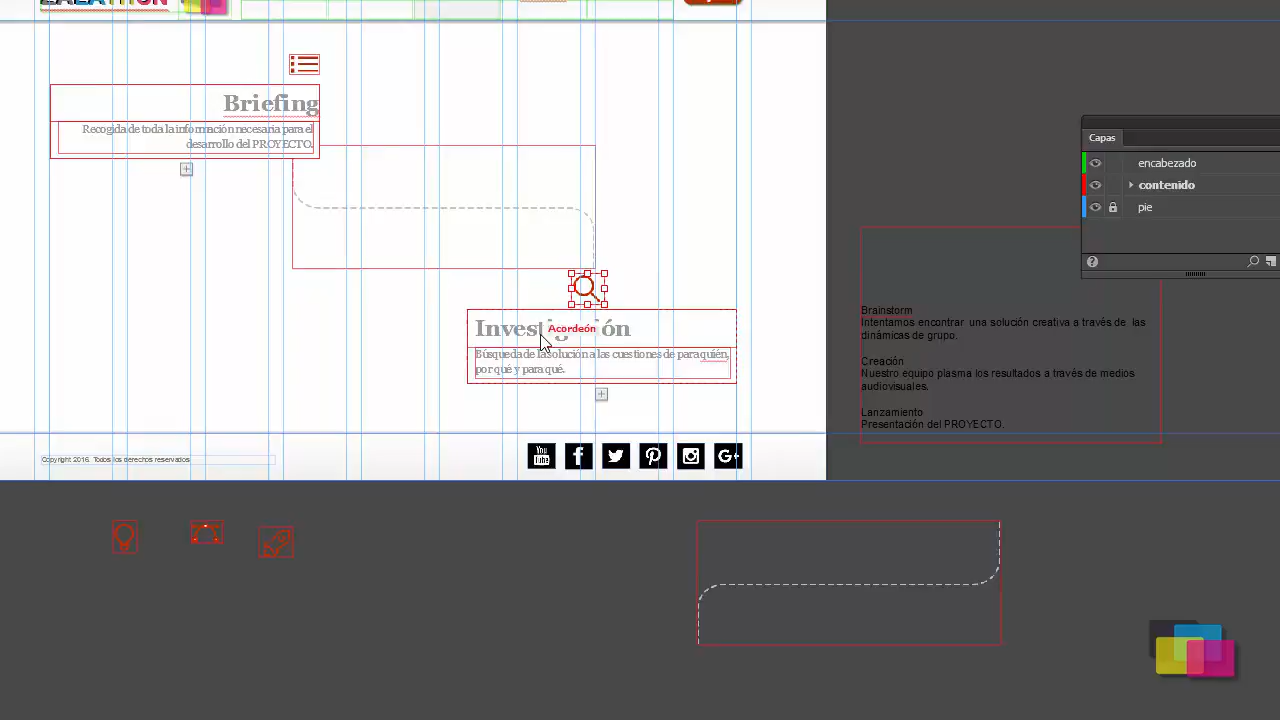 Briefing
Recogida de toda la información necesaria para el
desarrollo del PROYECTO.
Acordeón
Búsqueda de la solución a las cuestiones de para quién,
por qué y para qué.
Copyright 2016. Todos los derechos reservados
You
Tube
Capas
encabezado
contenido
pie
Brainstorm
Intentamos encontrar una solución creativa a través de las
dinámicas de grupo.
Creación
Nuestro equipo plasma los resultados a través de medios
audiovisuales.
Lanzamiento
Presentación del PROYECTO.